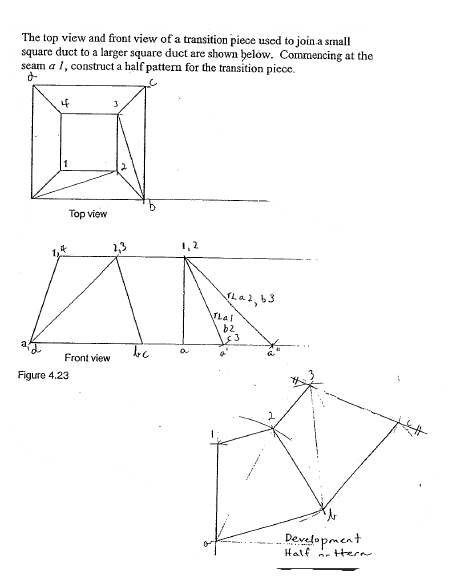 The top view and front view of a transition piece used to join a small
square duct to a larger square duct are shown below. Commencing at the
seam a 1, construct a half pattern for the transition piece.
d
c
4
3
1
2
b
Top view
1,4
2,3
1,2
TL a2, b3
TL a1
b2
c3
a,d
b c
a
a'
a"
Front view
Figure 4.23
3
2
1
c
b
a
Development
Half pattern